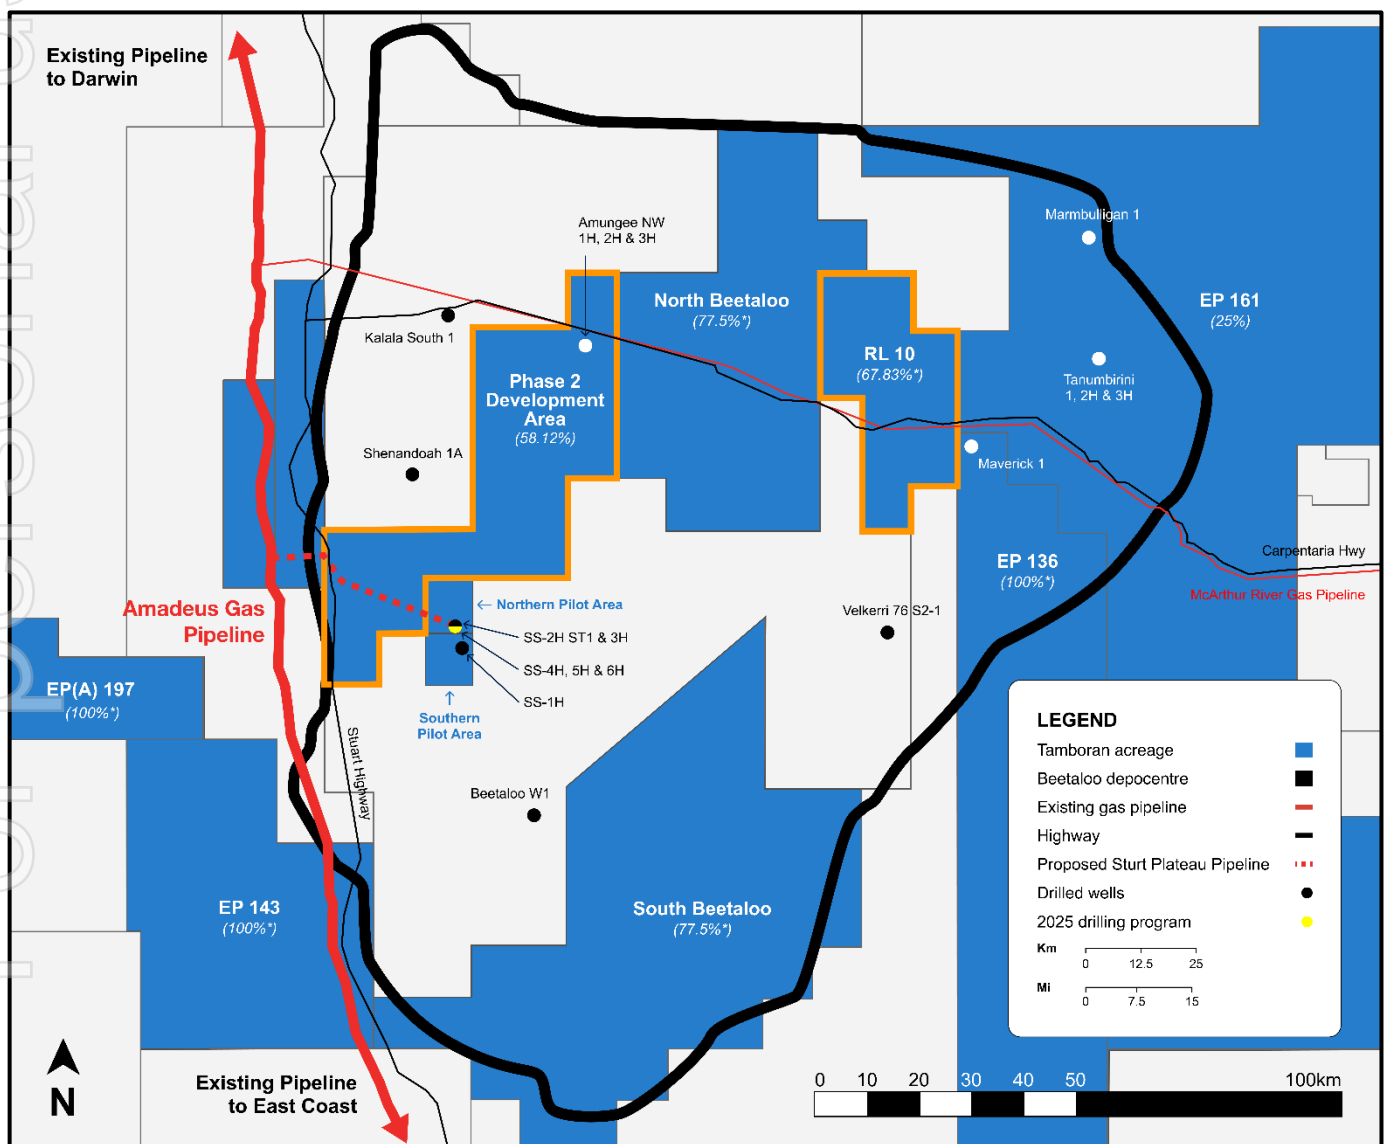 For personal use only
Existing Pipeline
to Darwin
Amungee NW
1H, 2H & 3H
Marmbulligan 1
North Beetaloo
(77.5%*)
EP 161
(25%)
Kalala South 1
RL 10
(67.83%*)
Phase 2
Development
Area
(58.12%)
Tanumbirini
1, 2H & 3H
Shenandoah 1A
Maverick 1
Carpentaria Hwy
McArthur River Gas Pipeline
EP 136
(100%*)
Amadeus Gas
Pipeline
← Northern Pilot Area
SS-2H ST1 & 3H
SS-4H, 5H & 6H
SS-1H
Velkerri 76 S2-1
EP(A) 197
(100%*)
↑
Southern
Pilot Area
Stuart Highway
Beetaloo W1
EP 143
(100%*)
South Beetaloo
(77.5%*)
LEGEND
Tamboran acreage
Beetaloo depocentre
Existing gas pipeline
Highway
Proposed Sturt Plateau Pipeline
Drilled wells
2025 drilling program
Km
0 12.5 25
Mi
0 7.5 15
N
Existing Pipeline
to East Coast
0 10 20 30 40 50 100km